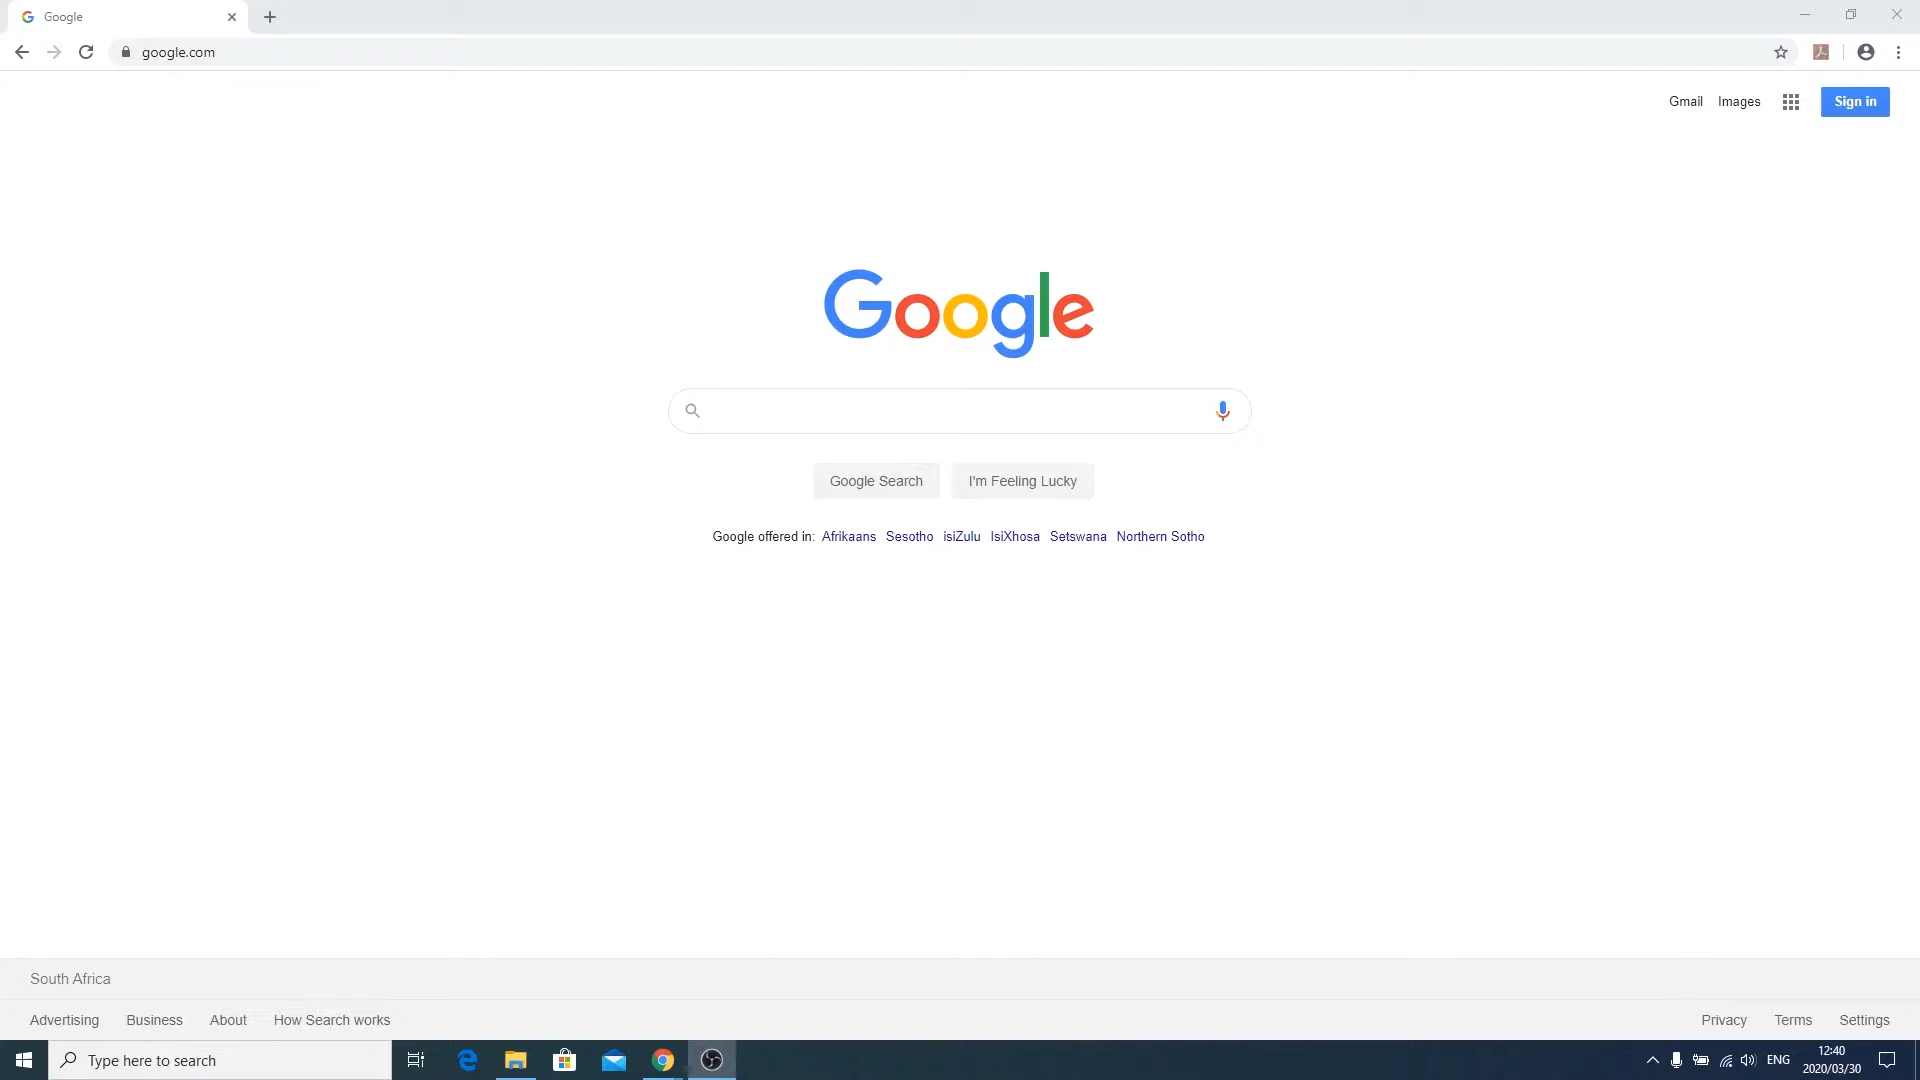 Google
google.com
Gmail Images Sign in
Google
Google Search I'm Feeling Lucky
Google offered in: Afrikaans Sesotho isiZulu IsiXhosa Setswana Northern Sotho
South Africa
Advertising Business About How Search works Privacy Terms Settings
Type here to search ENG 12:40
2020/03/30